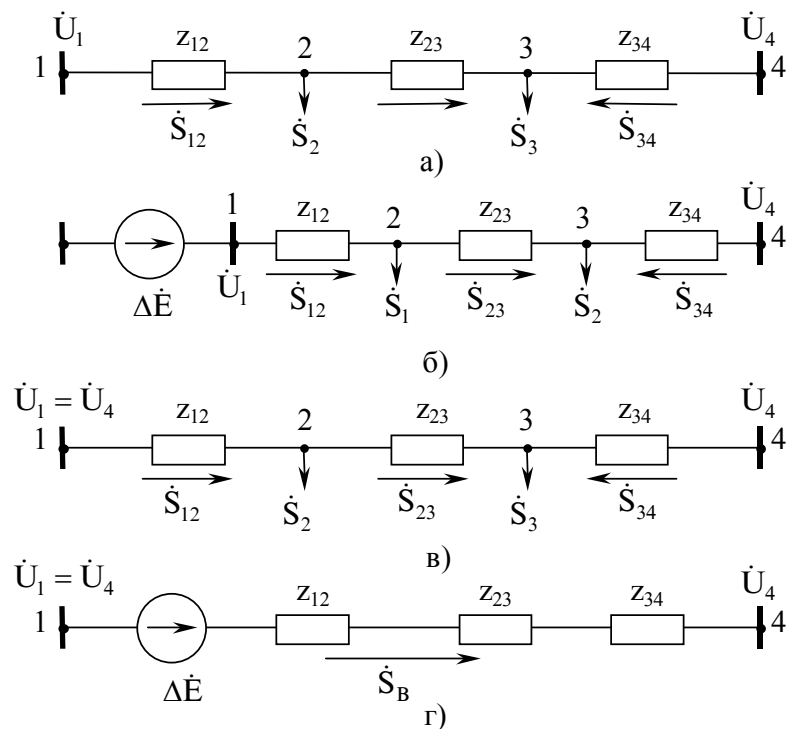 U̇₁ z₁₂ 2 z₂₃ 3 z₃₄ U̇₄
1 4
Ṡ₁₂ Ṡ₂ Ṡ₃ Ṡ₃₄
а)
1 z₁₂ 2 z₂₃ 3 z₃₄ U̇₄
4
ΔĖ U̇₁ Ṡ₁₂ Ṡ₁ Ṡ₂₃ Ṡ₂ Ṡ₃₄
б)
U̇₁ = U̇₄ z₁₂ 2 z₂₃ 3 z₃₄ U̇₄
1 4
Ṡ₁₂ Ṡ₂ Ṡ₂₃ Ṡ₃ Ṡ₃₄
в)
U̇₁ = U̇₄ z₁₂ z₂₃ z₃₄ U̇₄
1 4
ΔĖ Ṡ_В
г)